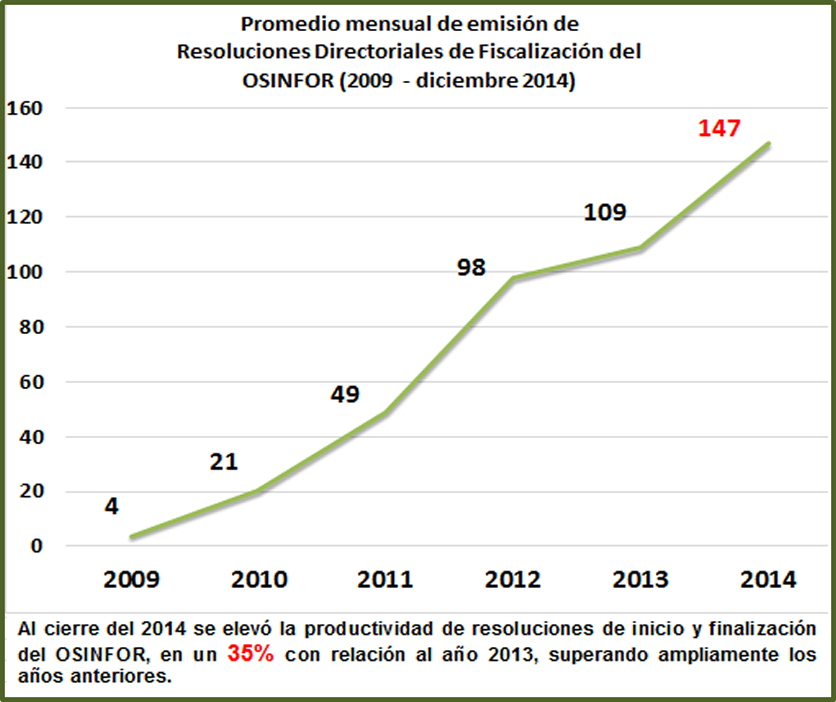 Promedio mensual de emisión de
Resoluciones Directoriales de Fiscalización del
OSINFOR (2009 - diciembre 2014)
160
140
120
100
80
60
40
20
0
4
21
49
98
109
147
2009 2010 2011 2012 2013 2014
Al cierre del 2014 se elevó la productividad de resoluciones de inicio y finalización
del OSINFOR, en un 35% con relación al año 2013, superando ampliamente los
años anteriores.